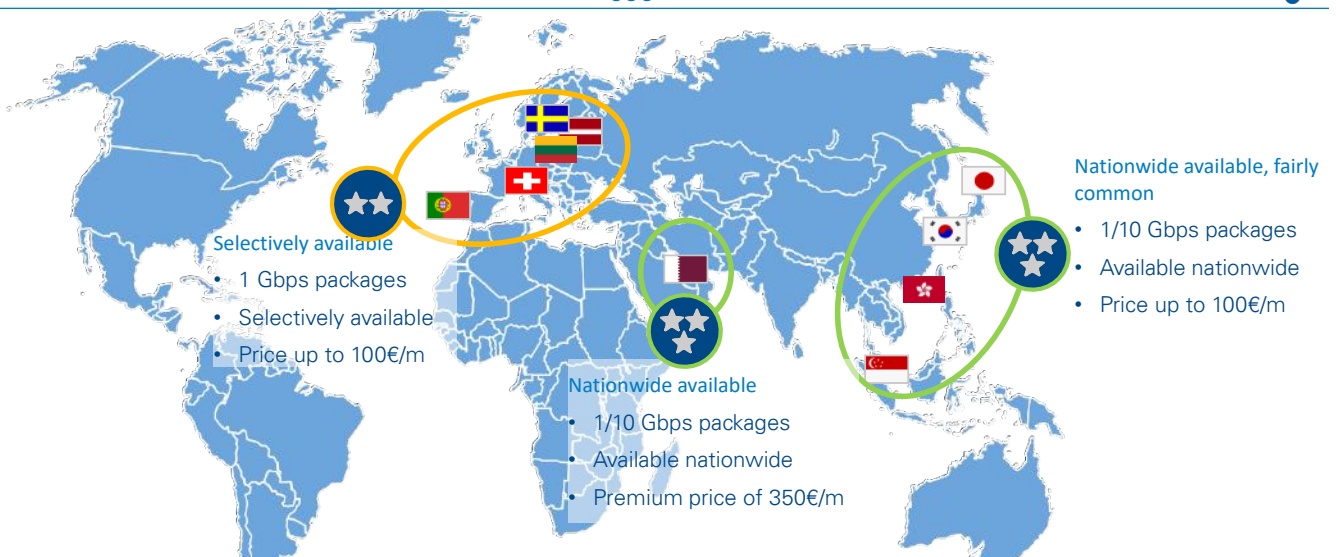 Selectively available
• 1 Gbps packages
• Selectively available
• Price up to 100€/m
Nationwide available
• 1/10 Gbps packages
• Available nationwide
• Premium price of 350€/m
Nationwide available, fairly
common
• 1/10 Gbps packages
• Available nationwide
• Price up to 100€/m